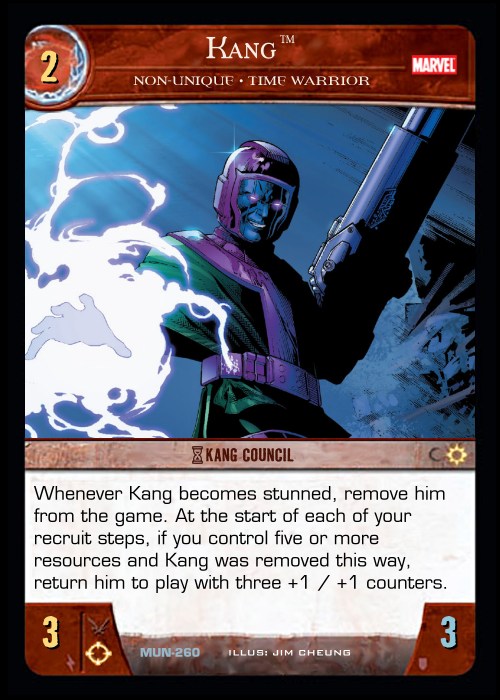 2
KANG™
NON-UNIQUE • TIME WARRIOR
MARVEL
KANG COUNCIL
C
Whenever Kang becomes stunned, remove him
from the game. At the start of each of your
recruit steps, if you control five or more
resources and Kang was removed this way,
return him to play with three +1 / +1 counters.
3
MUN-260
ILLUS: JIM CHEUNG
3